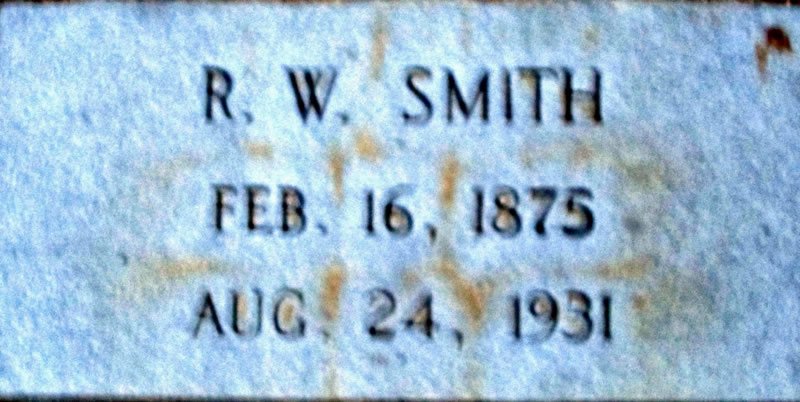 R. W. SMITH
FEB. 16, 1875
AUG. 24, 1931